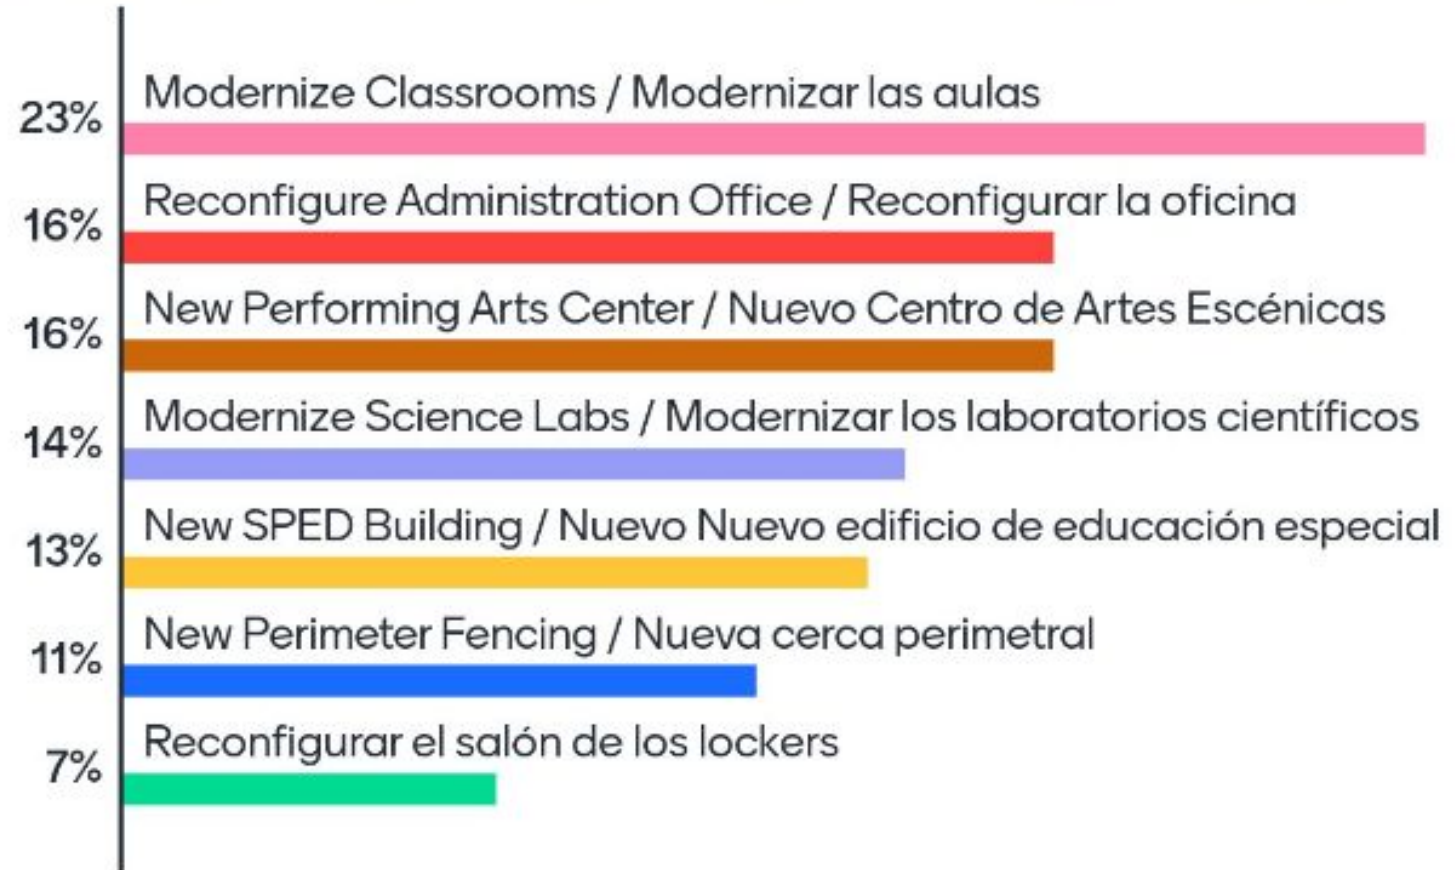 Modernize Classrooms / Modernizar las aulas
23%
Reconfigure Administration Office / Reconfigurar la oficina
16%
New Performing Arts Center / Nuevo Centro de Artes Escénicas
16%
Modernize Science Labs / Modernizar los laboratorios científicos
14%
New SPED Building / Nuevo Nuevo edificio de educación especial
13%
New Perimeter Fencing / Nueva cerca perimetral
11%
Reconfigurar el salón de los lockers
7%